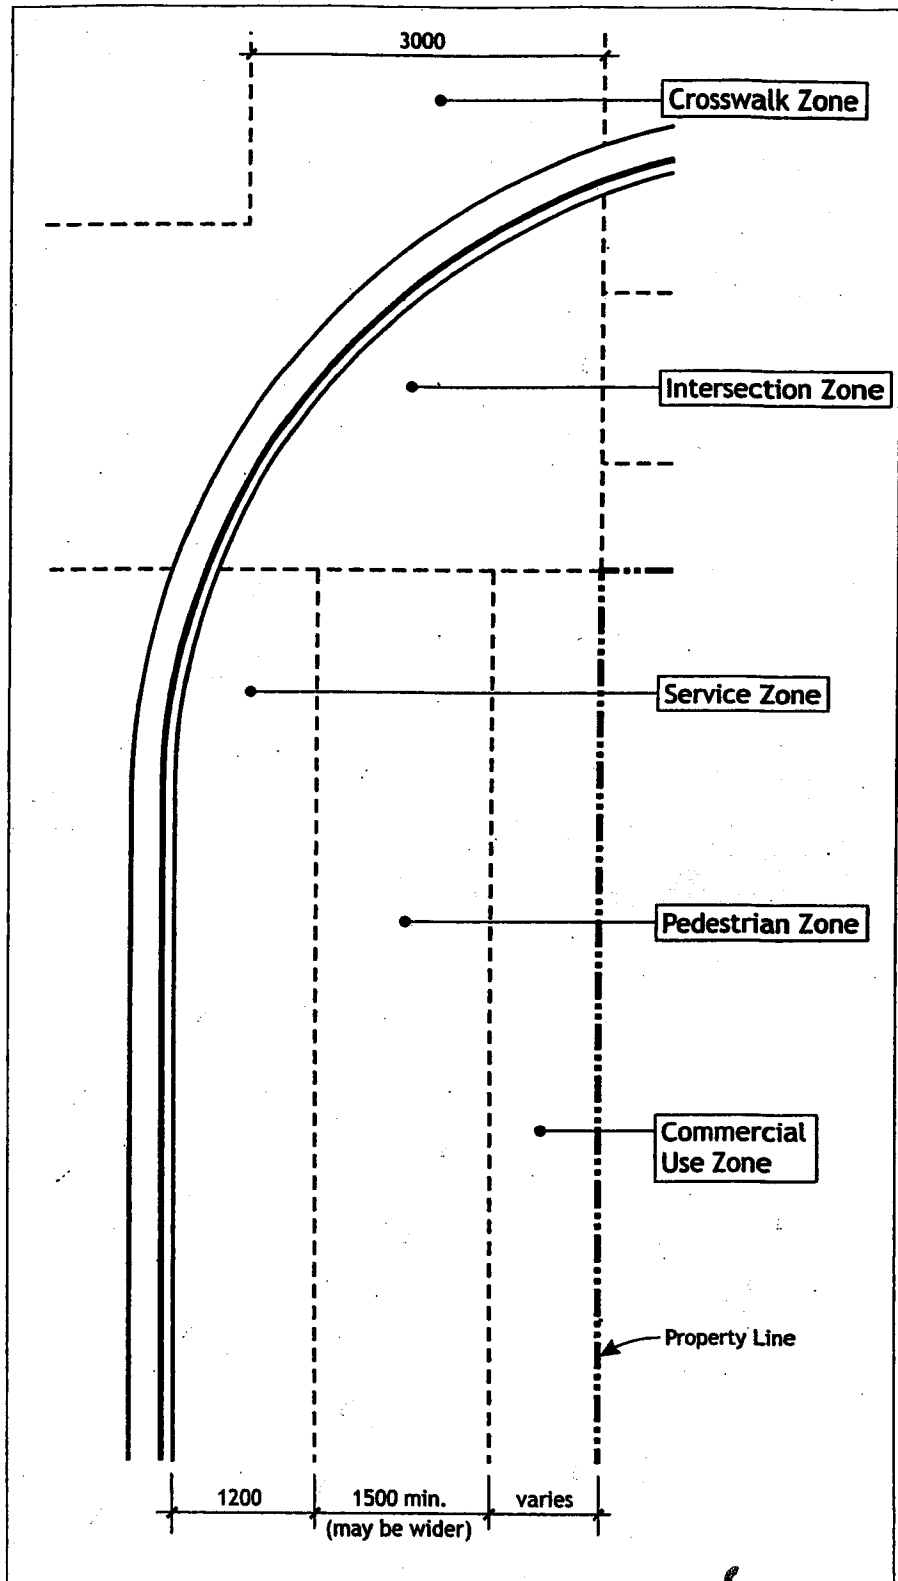 3000
Crosswalk Zone
Intersection Zone
Service Zone
Pedestrian Zone
Commercial
Use Zone
Property Line
1200
1500 min.
varies
(may be wider)